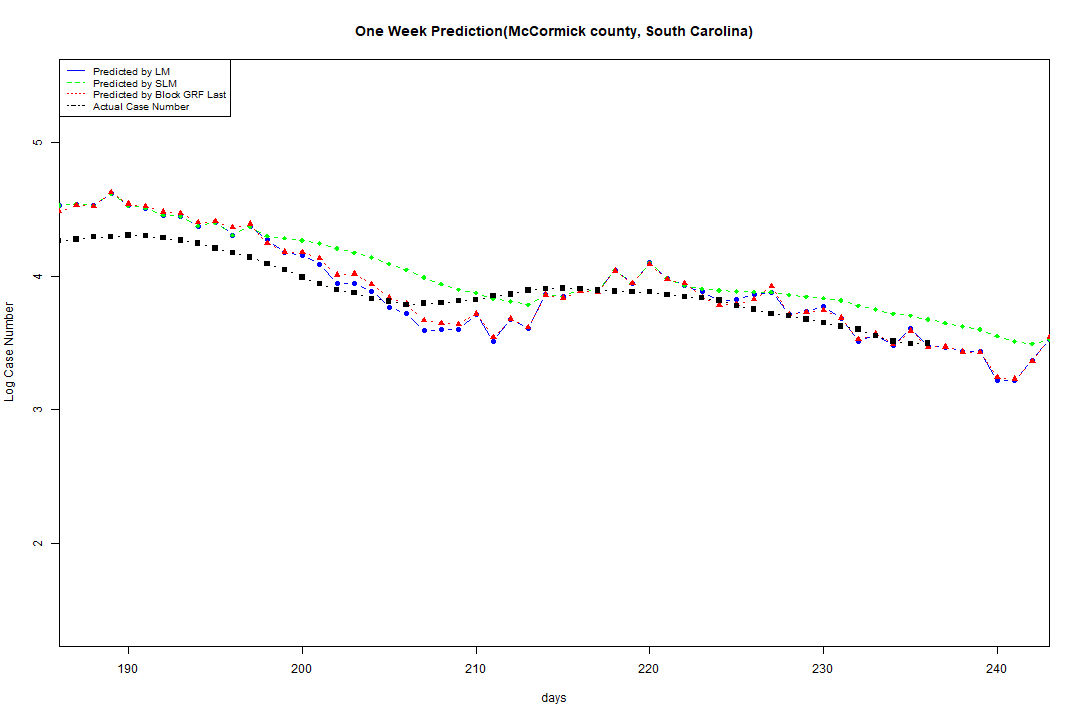 One Week Prediction(McCormick county, South Carolina)
Predicted by LM
Predicted by SLM
Predicted by Block GRF Last
Actual Case Number
5
4
3
2
Log Case Number
190 200 210 220 230 240
days